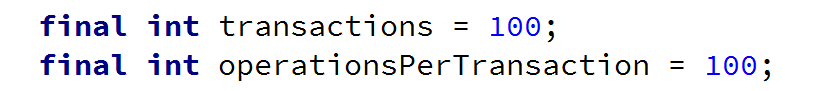 final int transactions = 100;
final int operationsPerTransaction = 100;